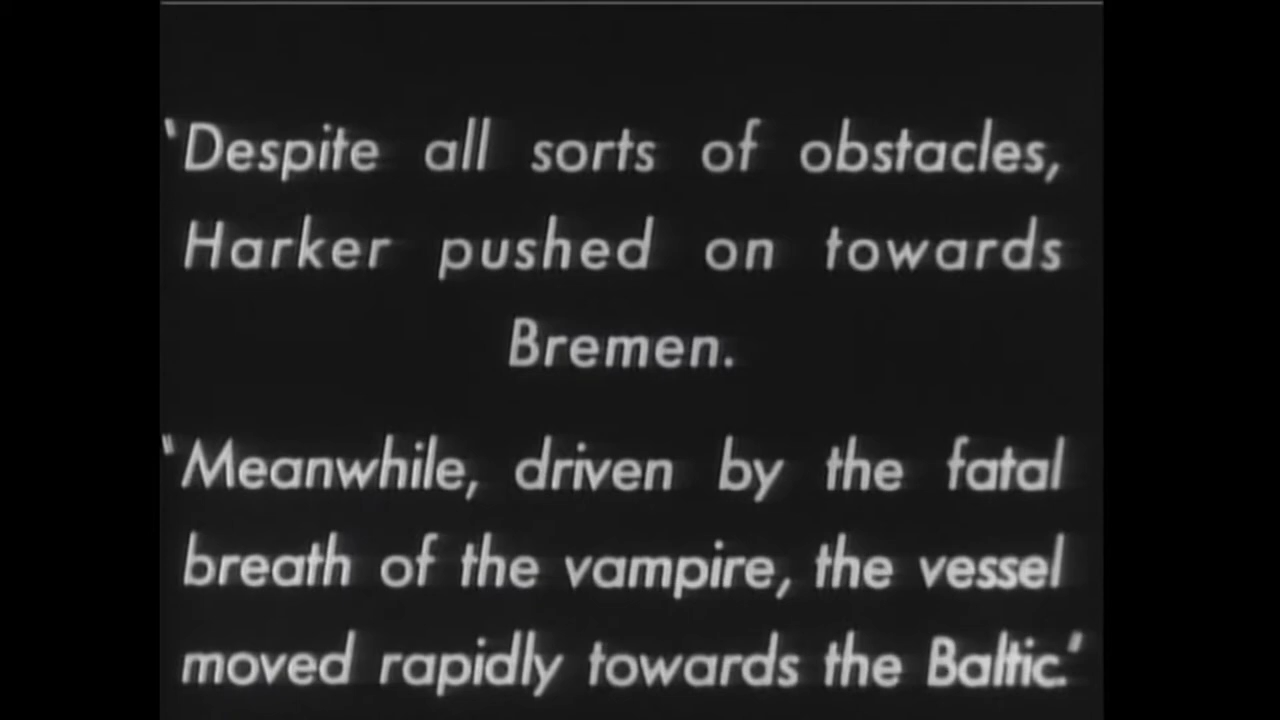 ‘Despite all sorts of obstacles,
Harker pushed on towards
Bremen.
‘Meanwhile, driven by the fatal
breath of the vampire, the vessel
moved rapidly towards the Baltic.’